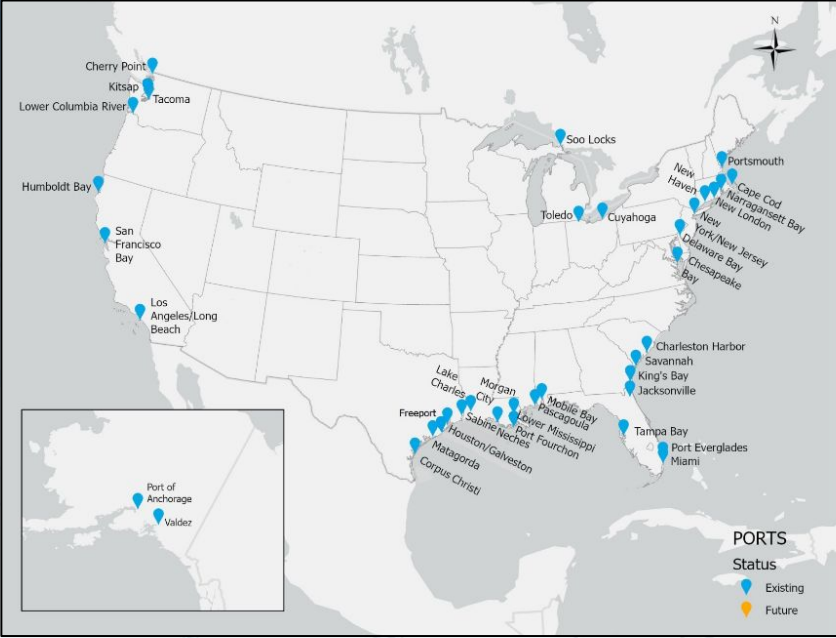 N
Cherry Point
Kitsap
Tacoma
Lower Columbia River
Soo Locks
Portsmouth
Humboldt Bay
New
Haven
Cape Cod
Narragansett Bay
New London
Toledo
Cuyahoga
New
York/New Jersey
San
Francisco
Bay
Delaware Bay
Chesapeake
Bay
Los
Angeles/Long
Beach
Charleston Harbor
Savannah
King's Bay
Jacksonville
Lake
Charles
Morgan
City
Mobile Bay
Pascagoula
Freeport
Sabine Neches
Lower Mississippi
Port Fourchon
Houston/Galveston
Matagorda
Corpus Christi
Tampa Bay
Port Everglades
Miami
Port of
Anchorage
Valdez
PORTS
Status
Existing
Future